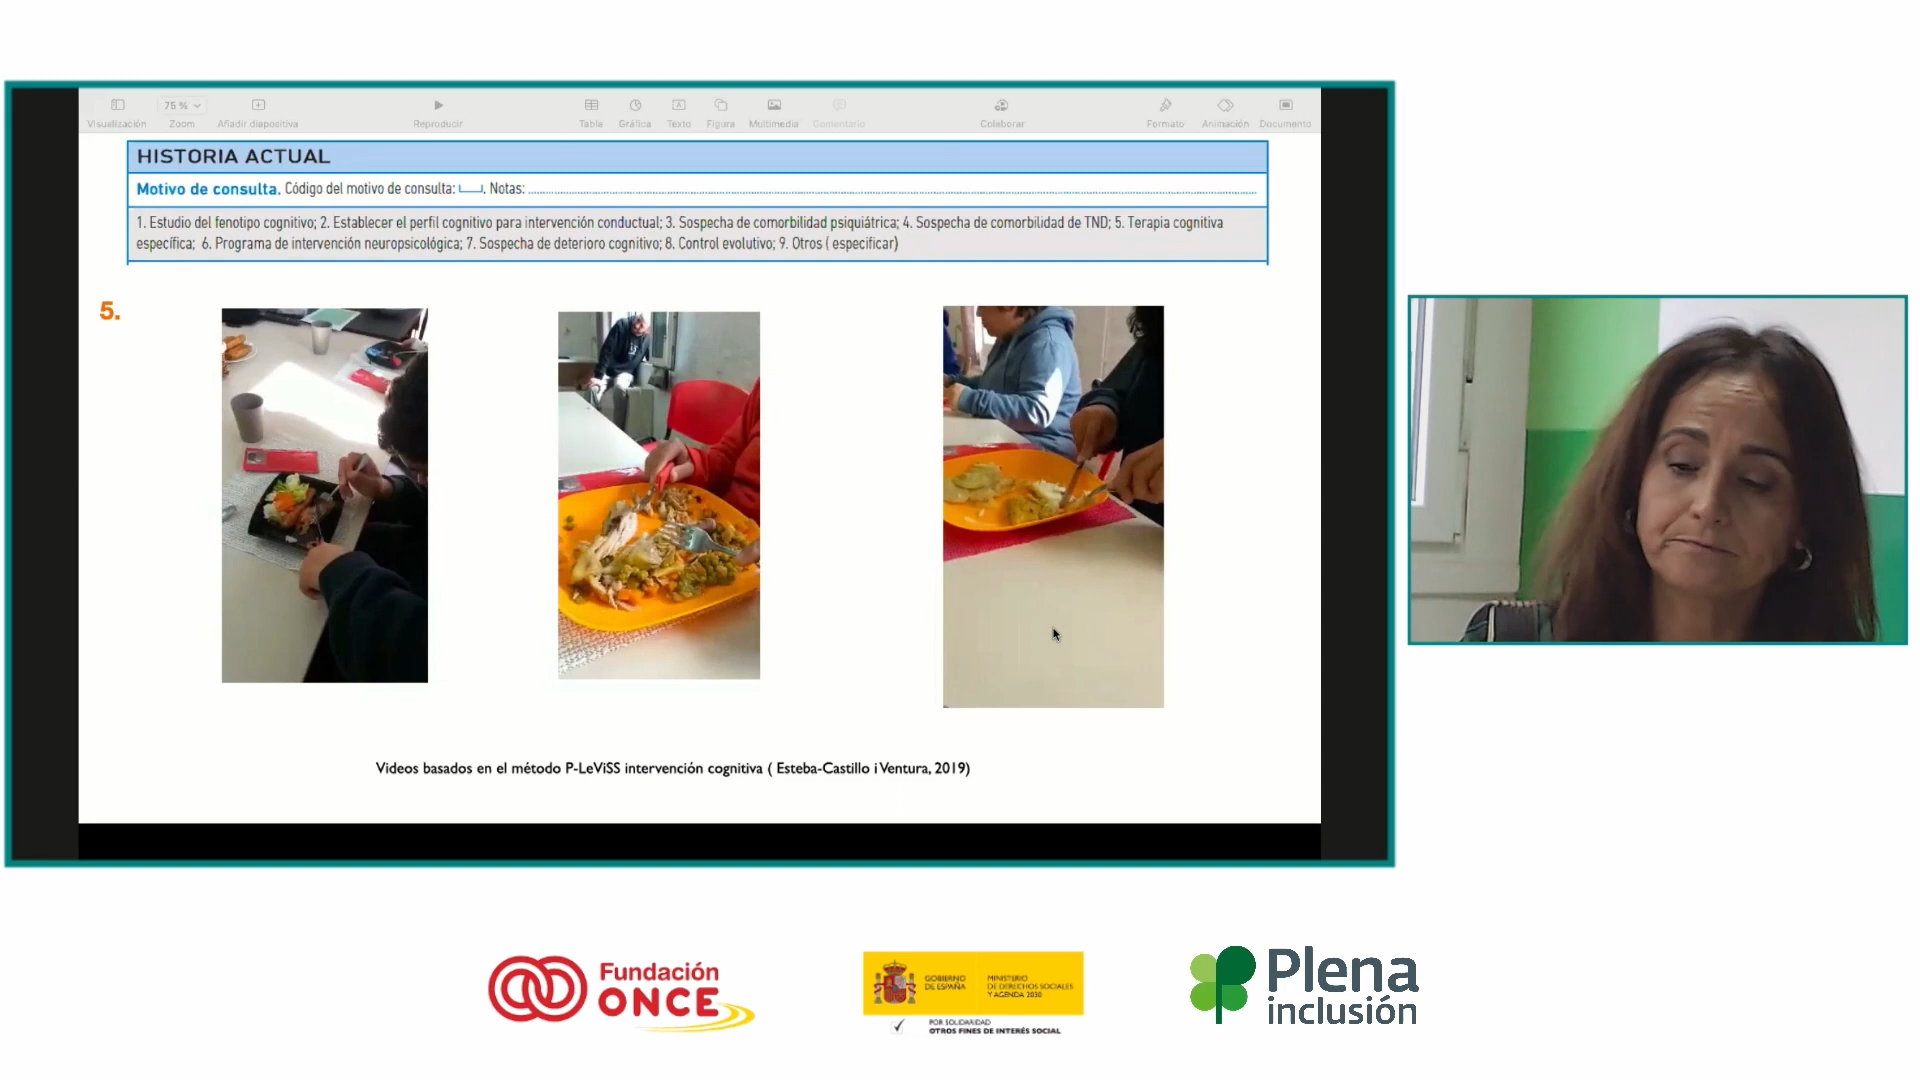 75 %
Visualización Zoom Añadir diapositiva Reproducir Tabla Gráfica Texto Figura Multimedia Comentario Colaborar Formato Animación Documento
HISTORIA ACTUAL
Motivo de consulta. Código del motivo de consulta: Notas:
1. Estudio del fenotipo cognitivo; 2. Establecer el perfil cognitivo para intervención conductual; 3. Sospecha de comorbilidad psiquiátrica; 4. Sospecha de comorbilidad de TND; 5. Terapia cognitiva
específica; 6. Programa de intervención neuropsicológica; 7. Sospecha de deterioro cognitivo; 8. Control evolutivo; 9. Otros ( especificar)
5.
Videos basados en el método P-LeViSS intervención cognitiva ( Esteba-Castillo i Ventura, 2019)
Fundación
ONCE
GOBIERNO
DE ESPAÑA
MINISTERIO
DE DERECHOS SOCIALES
Y AGENDA 2030
POR SOLIDARIDAD
OTROS FINES DE INTERÉS SOCIAL
Plena
inclusión